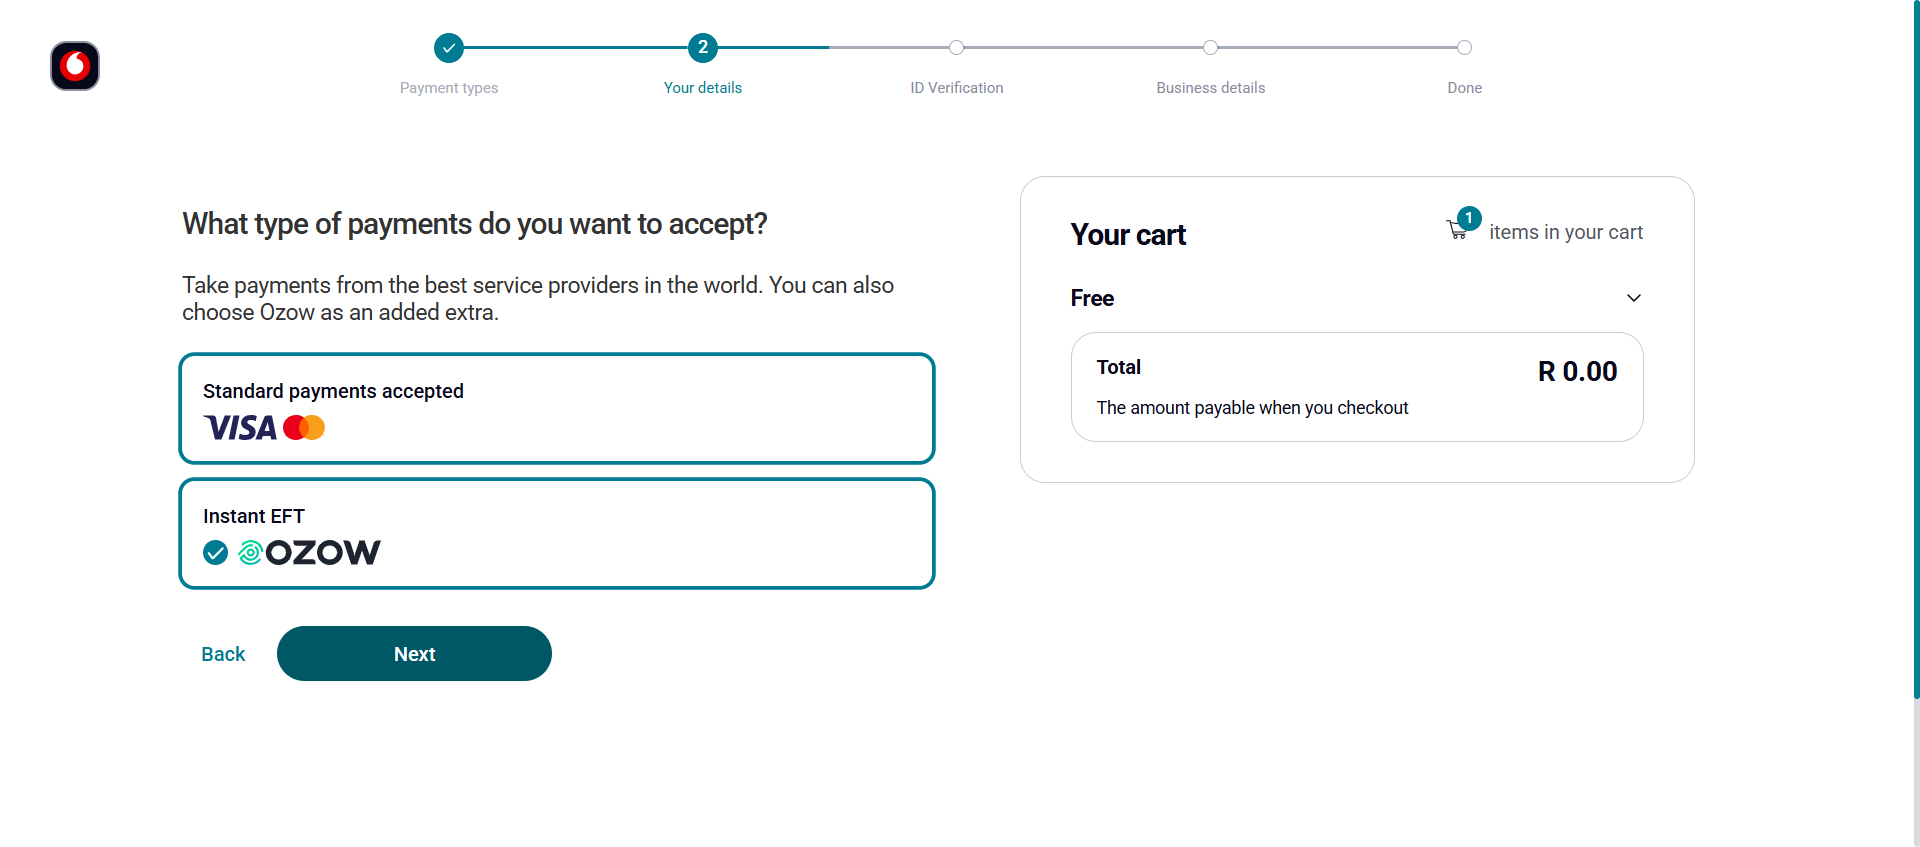 2
Payment types
Your details
ID Verification
Business details
Done
What type of payments do you want to accept?
Take payments from the best service providers in the world. You can also
choose Ozow as an added extra.
Standard payments accepted
VISA
Instant EFT
OZOW
Back
Next
Your cart
1
items in your cart
Free
Total
R 0.00
The amount payable when you checkout